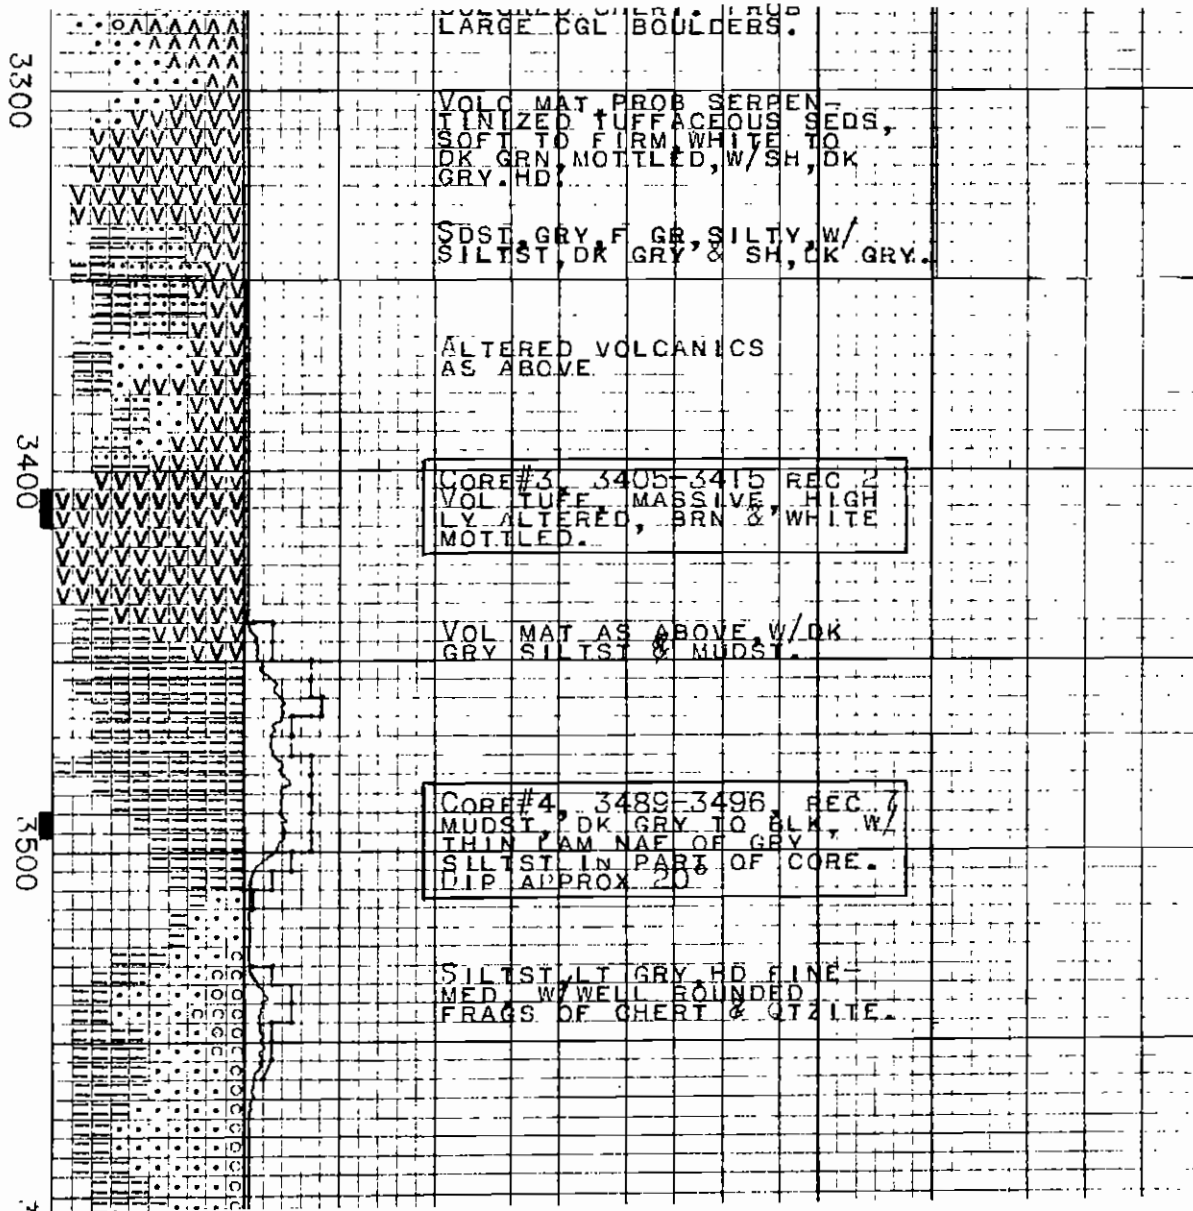 LARGE CGL BOULDERS.
3300
VOLC MAT PROB SERPEN-
TINIZED TUFFACEOUS SEDS,
SOFT TO FIRM, WHITE TO
DK GRN, MOTTLED, W/SH, DK
GRY. HD.
SDST, GRY, F GR, SILTY, W/
SILTST, DK GRY & SH, DK GRY.
ALTERED VOLCANICS
AS ABOVE
3400
CORE#3, 3405-3415 REC 2
VOL TUFF, MASSIVE, HIGH
LY ALTERED, BRN & WHITE
MOTTLED.
VOL MAT AS ABOVE, W/DK
GRY SILTST & MUDST.
CORE#4, 3489-3496, REC 7
MUDST, DK GRY TO BLK, W/
THIN LAM NAE OF GRY
SILTST IN PART OF CORE.
DIP APPROX 20°
3500
SILTST, LT GRY, HD FINE-
MED, W/WELL ROUNDED
FRAGS OF CHERT & QTZITE.